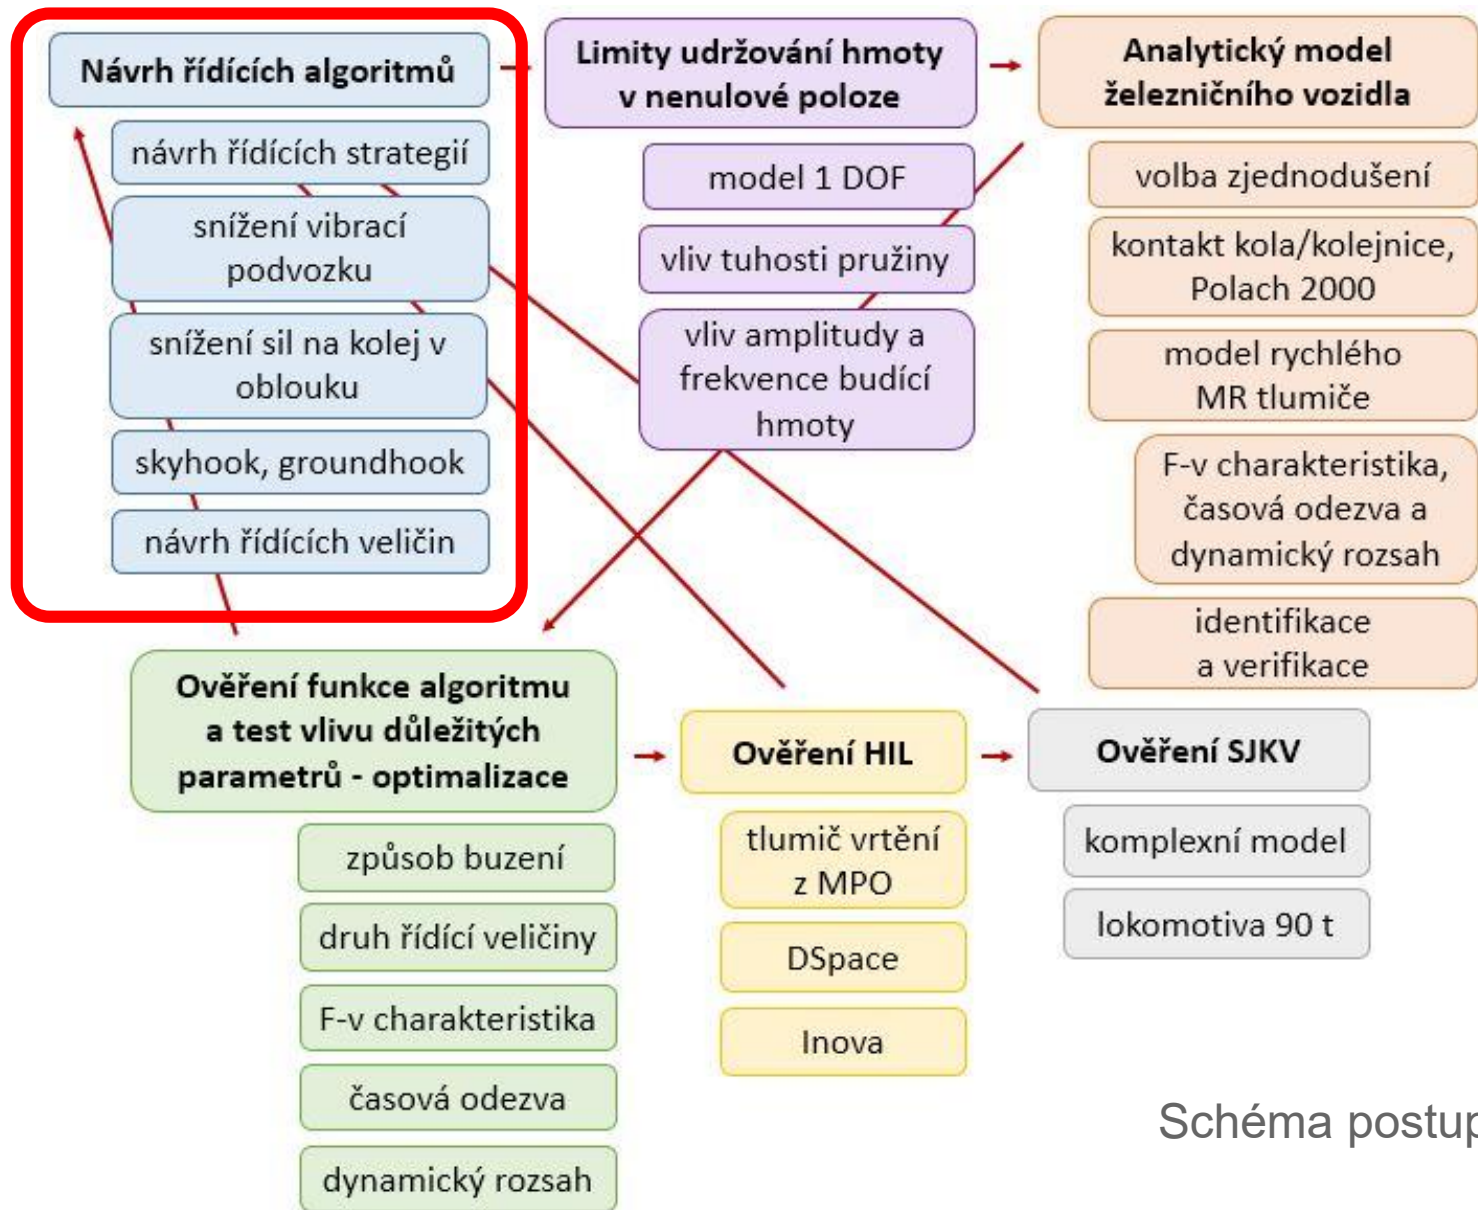 Návrh řídících algoritmů
návrh řídících strategií
snížení vibrací
podvozku
snížení sil na kolej v
oblouku
skyhook, groundhook
návrh řídících veličin
Limity udržování hmoty
v nenulové poloze
model 1 DOF
vliv tuhosti pružiny
vliv amplitudy a
frekvence budící
hmoty
Analytický model
železničního vozidla
volba zjednodušení
kontakt kola/kolejnice,
Polach 2000
model rychlého
MR tlumiče
F-v charakteristika,
časová odezva a
dynamický rozsah
identifikace
a verifikace
Ověření funkce algoritmu
a test vlivu důležitých
parametrů - optimalizace
způsob buzení
druh řídící veličiny
F-v charakteristika
časová odezva
dynamický rozsah
Ověření HIL
tlumič vrtění
z MPO
DSpace
Inova
Ověření SJKV
komplexní model
lokomotiva 90 t
Schéma postup